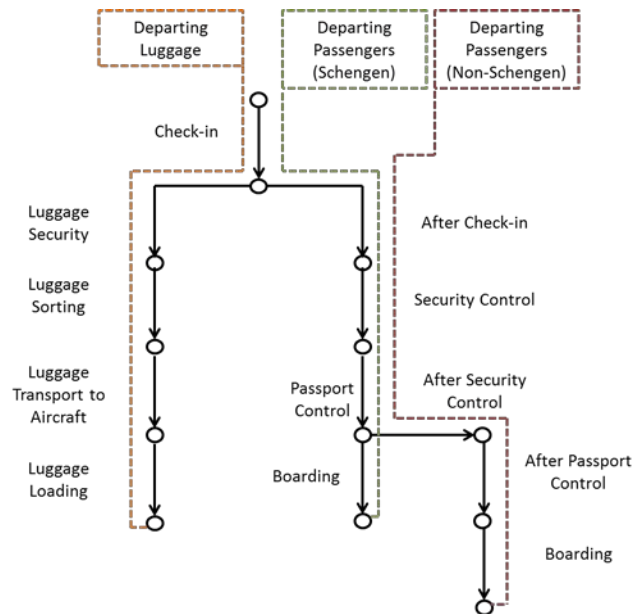 Departing
Luggage
Departing
Passengers
(Schengen)
Departing
Passengers
(Non-Schengen)
Check-in
Luggage
Security
After Check-in
Luggage
Sorting
Security Control
Luggage
Transport to
Aircraft
Passport
Control
After Security
Control
Luggage
Loading
Boarding
After Passport
Control
Boarding